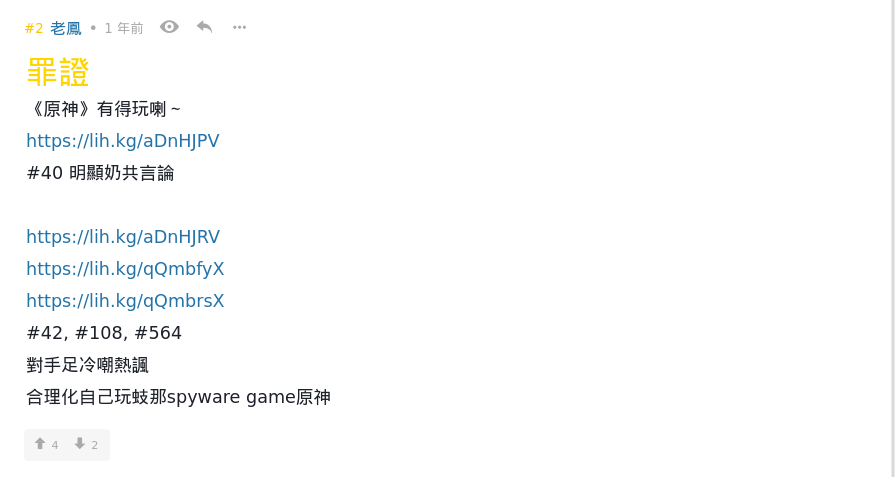 #2 老鳳 • 1 年前
罪證
《原神》有得玩喇～
https://lih.kg/aDnHJPV
#40 明顯奶共言論
https://lih.kg/aDnHJRV
https://lih.kg/qQmbfyX
https://lih.kg/qQmbrsX
#42, #108, #564
對手足冷嘲熱諷
合理化自己玩蚊那spyware game原神
4 2